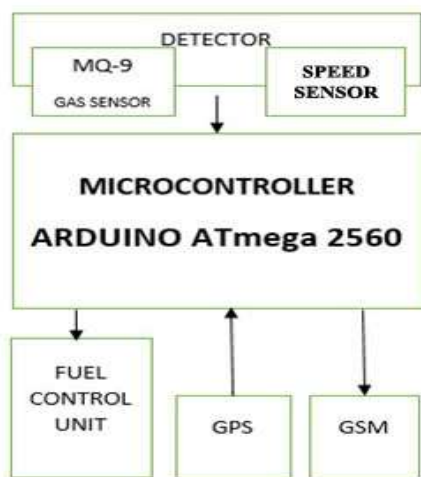 DETECTOR
MQ-9
GAS SENSOR
SPEED
SENSOR
MICROCONTROLLER
ARDUINO ATmega 2560
FUEL
CONTROL
UNIT
GPS
GSM